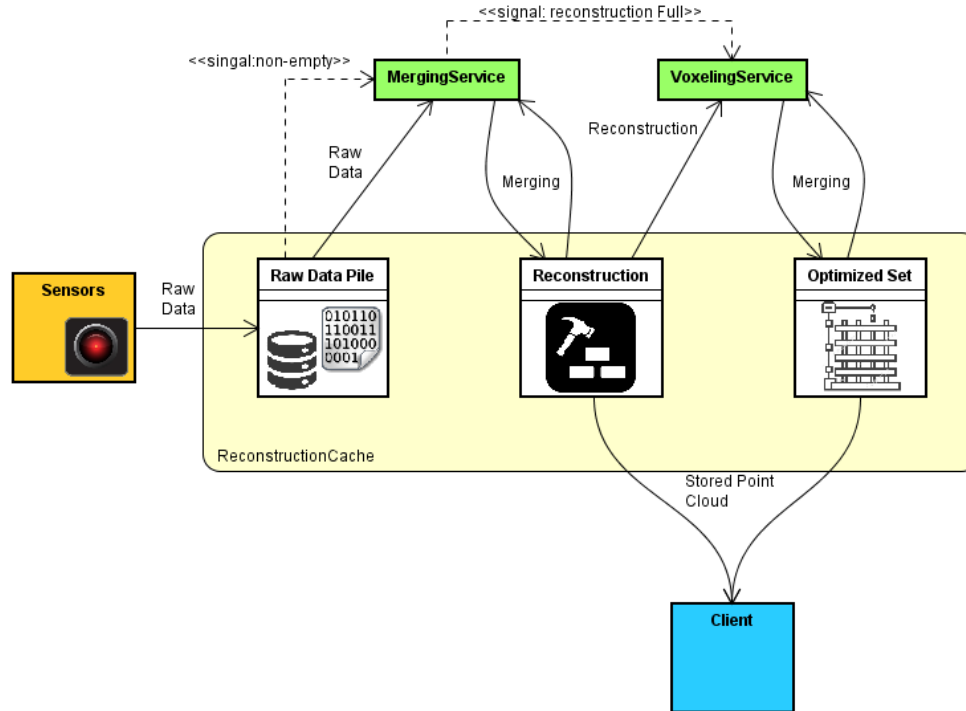 <<signal: reconstruction Full>>
<<singal:non-empty>>
MergingService
VoxelingService
Reconstruction
Raw
Data
Merging
Merging
Raw Data Pile
Reconstruction
Optimized Set
Sensors
Raw
Data
010110
110011
101000
0001
ReconstructionCache
Stored Point
Cloud
Client